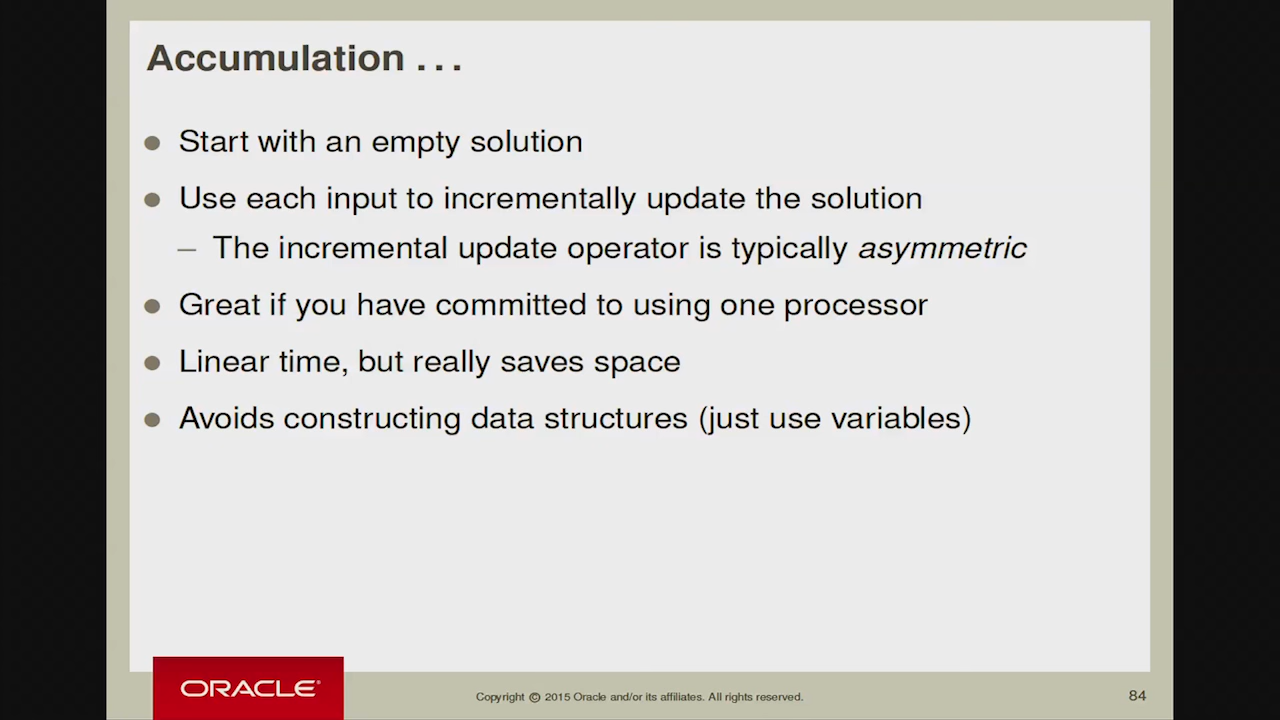 Accumulation . . .
● Start with an empty solution
● Use each input to incrementally update the solution
– The incremental update operator is typically asymmetric
● Great if you have committed to using one processor
● Linear time, but really saves space
● Avoids constructing data structures (just use variables)
ORACLE®
Copyright © 2015 Oracle and/or its affiliates. All rights reserved.
84